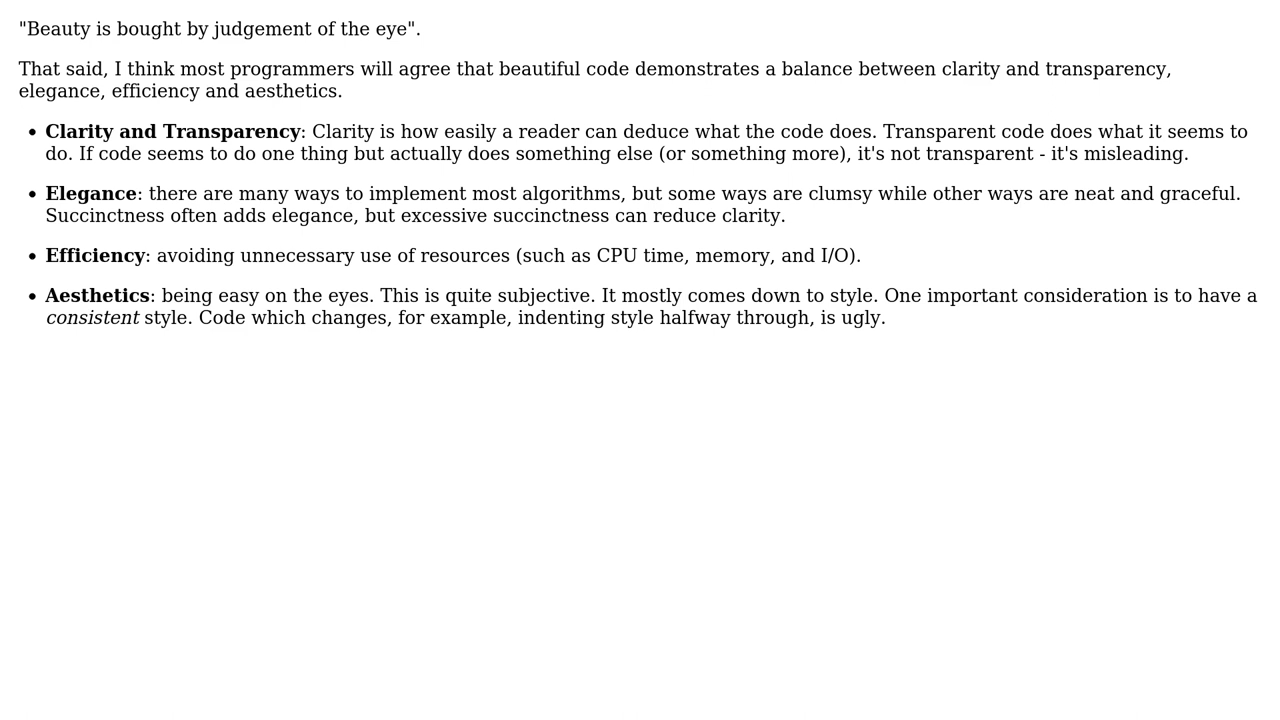 "Beauty is bought by judgement of the eye".
That said, I think most programmers will agree that beautiful code demonstrates a balance between clarity and transparency,
elegance, efficiency and aesthetics.
• Clarity and Transparency: Clarity is how easily a reader can deduce what the code does. Transparent code does what it seems to
do. If code seems to do one thing but actually does something else (or something more), it's not transparent - it's misleading.
• Elegance: there are many ways to implement most algorithms, but some ways are clumsy while other ways are neat and graceful.
Succinctness often adds elegance, but excessive succinctness can reduce clarity.
• Efficiency: avoiding unnecessary use of resources (such as CPU time, memory, and I/O).
• Aesthetics: being easy on the eyes. This is quite subjective. It mostly comes down to style. One important consideration is to have a
consistent style. Code which changes, for example, indenting style halfway through, is ugly.